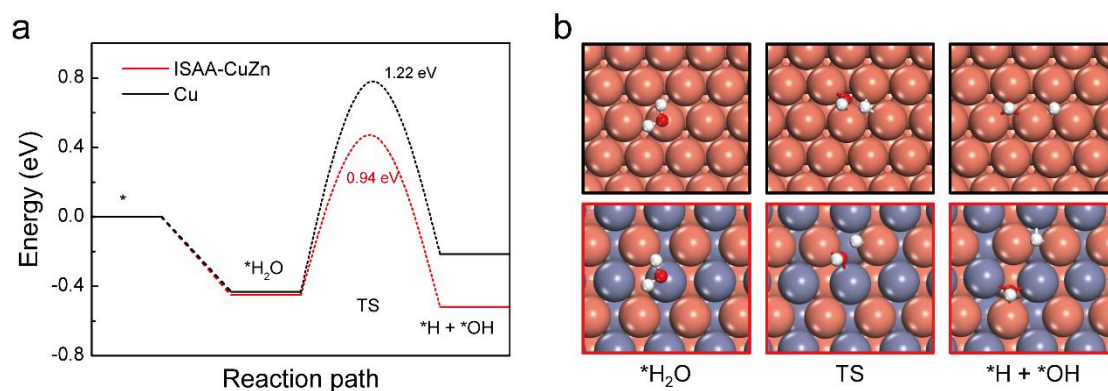 a
ISAA-CuZn
Cu
1.22 eV
0.94 eV
*
*H₂O
TS
*H + *OH
0.8
0.4
0.0
-0.4
-0.8
Energy (eV)
Reaction path
b
*H₂O
TS
*H + *OH